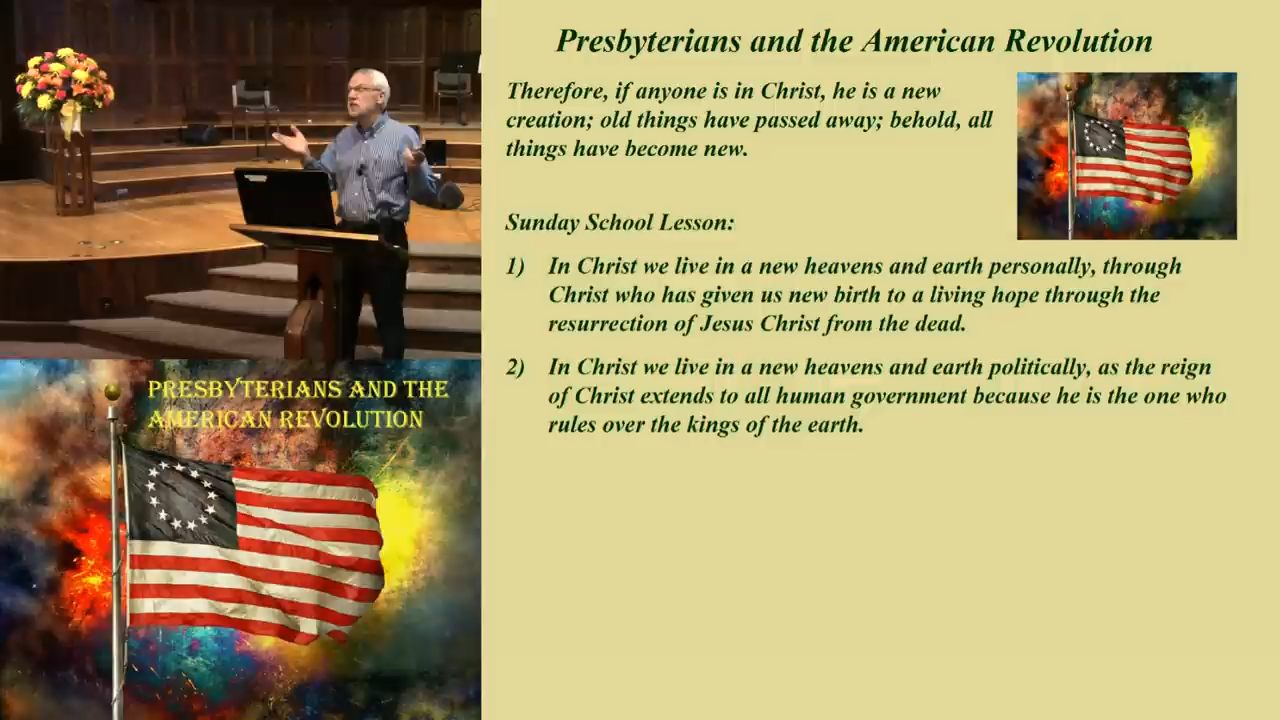 Presbyterians and the American Revolution
Therefore, if anyone is in Christ, he is a new
creation; old things have passed away; behold, all
things have become new.
Sunday School Lesson:
1) In Christ we live in a new heavens and earth personally, through
Christ who has given us new birth to a living hope through the
resurrection of Jesus Christ from the dead.
2) In Christ we live in a new heavens and earth politically, as the reign
of Christ extends to all human government because he is the one who
rules over the kings of the earth.
PRESBYTERIANS AND THE
AMERICAN REVOLUTION